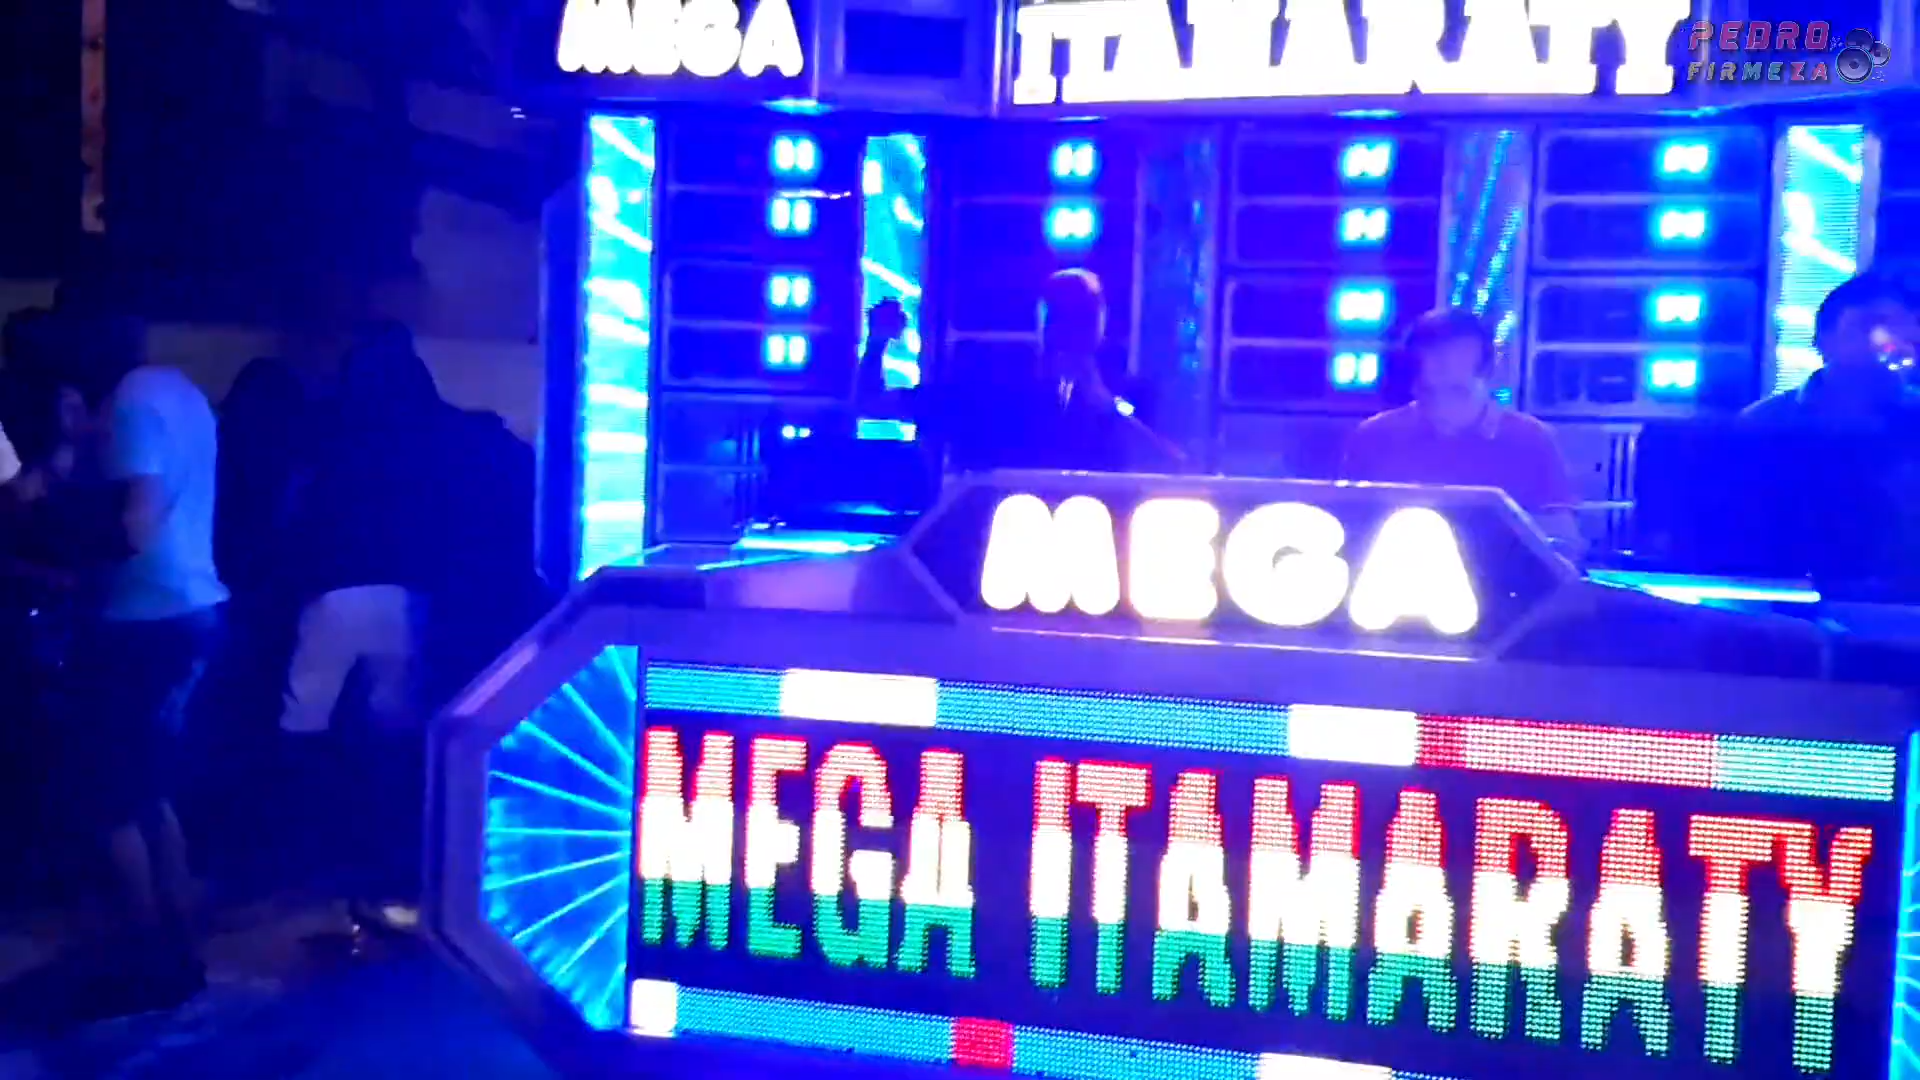 MEGA
ITAMARATY
PEDRO
FIRMEZA
MEGA
MEGA ITAMARATY